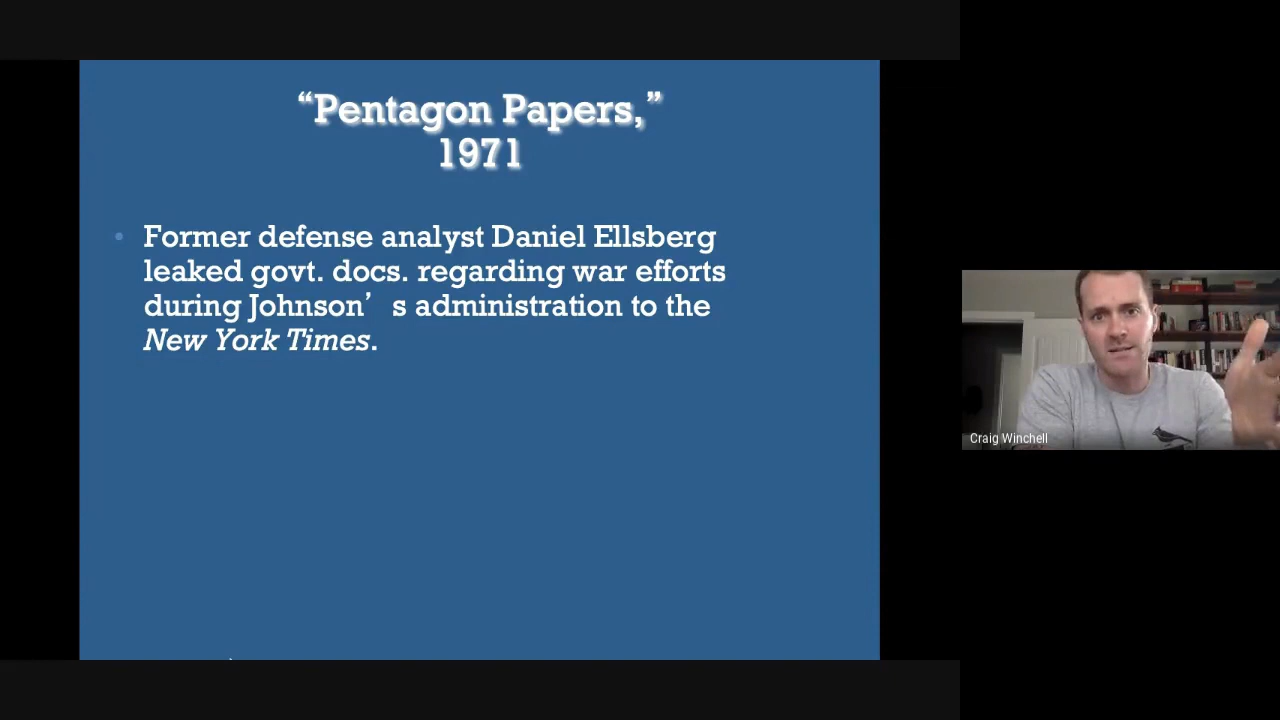 “Pentagon Papers,”
1971
• Former defense analyst Daniel Ellsberg
leaked govt. docs. regarding war efforts
during Johnson’ s administration to the
New York Times.
Craig Winchell